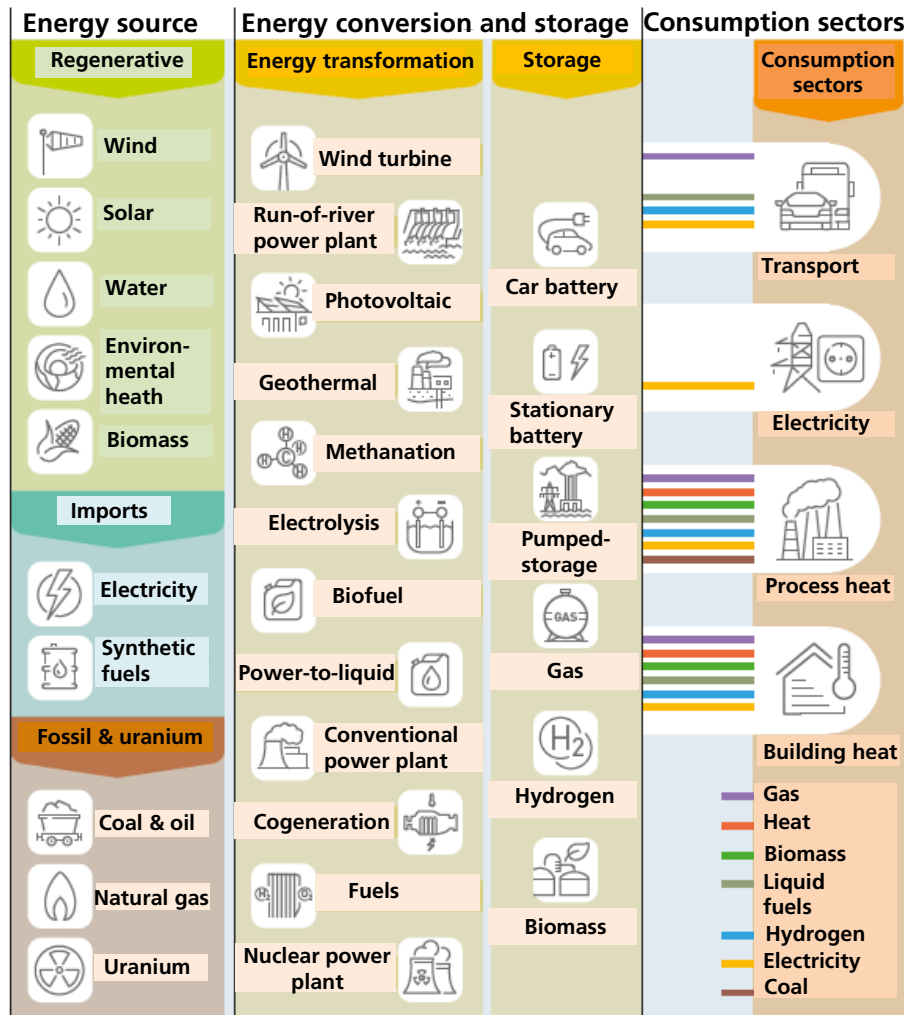 Energy source
Energy conversion and storage
Consumption sectors
Regenerative
Wind
Solar
Water
Environ-
mental
heath
Biomass
Imports
Electricity
Synthetic
fuels
Fossil & uranium
Coal & oil
Natural gas
Uranium
Energy transformation
Wind turbine
Run-of-river
power plant
Photovoltaic
Geothermal
Methanation
H
H
C
H
H
Electrolysis
+
-
Biofuel
Power-to-liquid
Conventional
power plant
Cogeneration
Fuels
H2
O2
Nuclear power
plant
Storage
Car battery
Stationary
battery
Pumped-
storage
GAS
Gas
H2
Hydrogen
Biomass
Consumption
sectors
Transport
Electricity
Process heat
Building heat
Gas
Heat
Biomass
Liquid
fuels
Hydrogen
Electricity
Coal